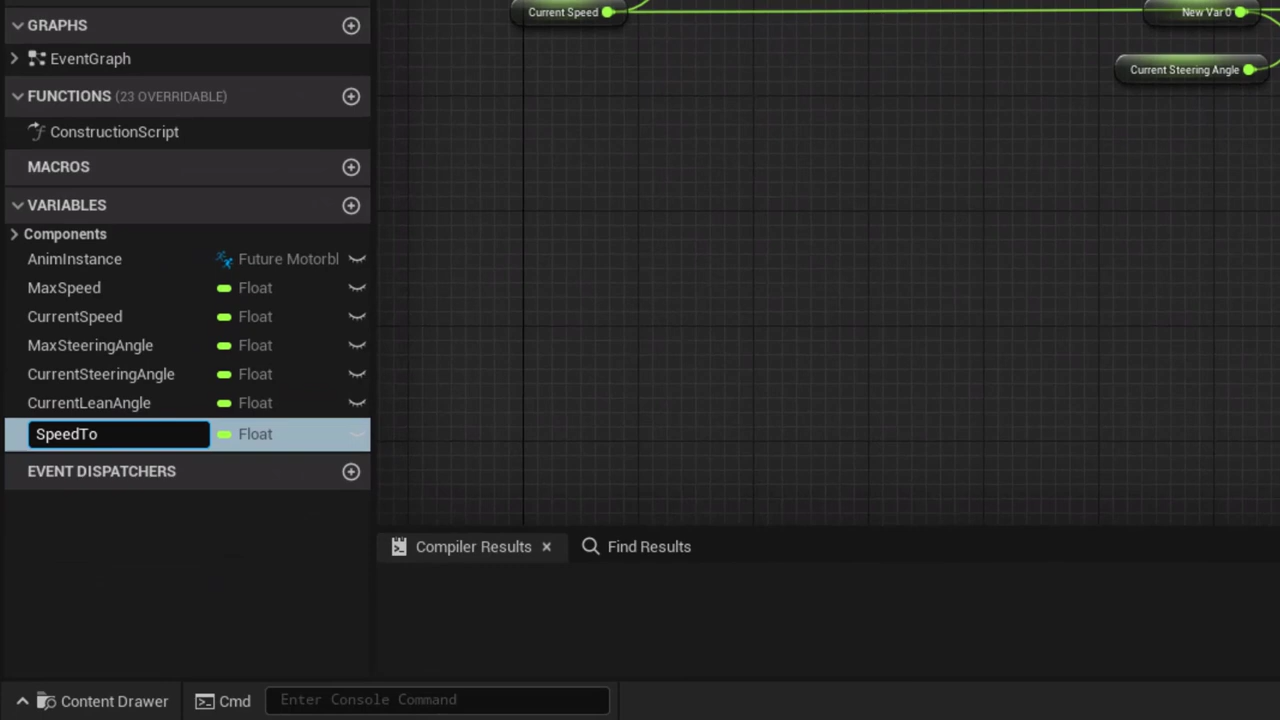 Current Speed
New Var 0
GRAPHS
EventGraph
Current Steering Angle
FUNCTIONS (23 OVERRIDABLE)
ConstructionScript
MACROS
VARIABLES
Components
AnimInstance Future Motorbl
MaxSpeed Float
CurrentSpeed Float
MaxSteeringAngle Float
CurrentSteeringAngle Float
CurrentLeanAngle Float
SpeedTo Float
EVENT DISPATCHERS
Compiler Results Find Results
Content Drawer Cmd Enter Console Command